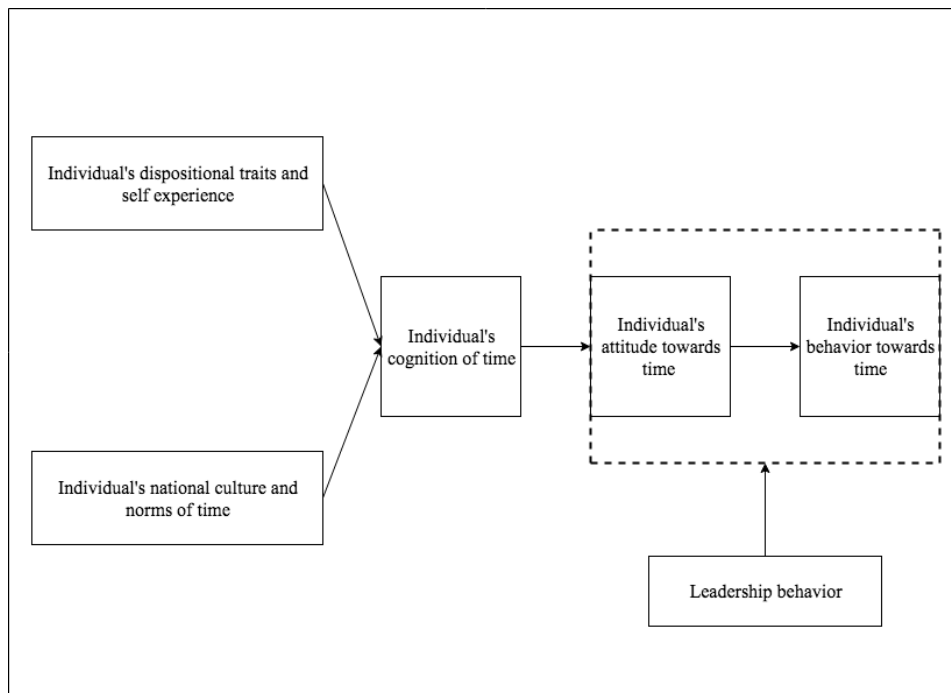 Individual's dispositional traits and
self experience
Individual's
cognition of time
Individual's
attitude towards
time
Individual's
behavior towards
time
Individual's national culture and
norms of time
Leadership behavior